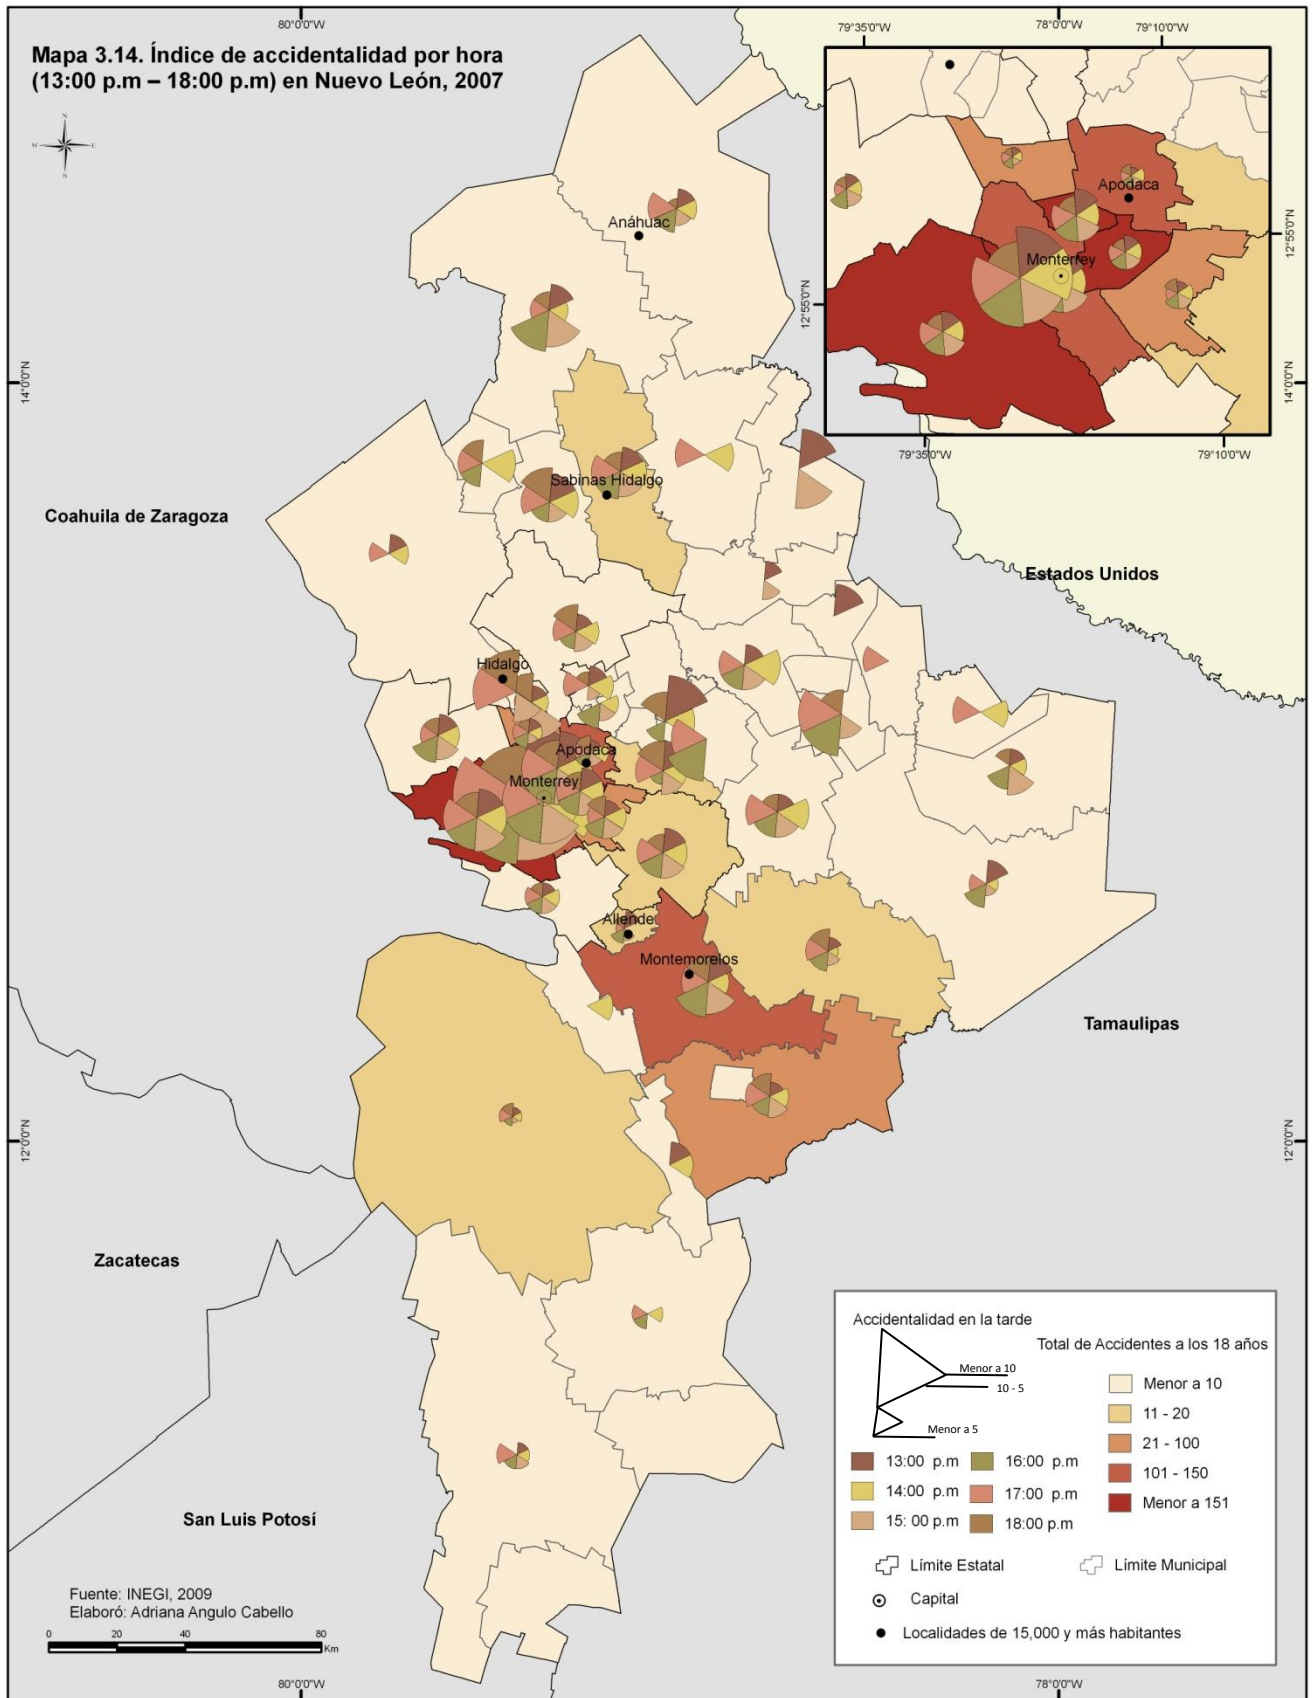 80°0'0"W
78°0'0"W
79°35'0"W
79°10'0"W
Mapa 3.14. Índice de accidentalidad por hora
(13:00 p.m – 18:00 p.m) en Nuevo León, 2007
N
W
E
S
Apodaca
Monterrey
12°55'0"N
12°55'0"N
14°0'0"N
14°0'0"N
79°35'0"W
79°10'0"W
Anáhuac
Sabinas Hidalgo
Coahuila de Zaragoza
Estados Unidos
Hidalgo
Apodaca
Monterrey
Allende
Montemorelos
Tamaulipas
12°0'0"N
12°0'0"N
Zacatecas
San Luis Potosí
Accidentalidad en la tarde
Menor a 10
10 - 5
Menor a 5
13:00 p.m
16:00 p.m
14:00 p.m
17:00 p.m
15: 00 p.m
18:00 p.m
Total de Accidentes a los 18 años
Menor a 10
11 - 20
21 - 100
101 - 150
Menor a 151
Límite Estatal
Límite Municipal
Capital
Localidades de 15,000 y más habitantes
Fuente: INEGI, 2009
Elaboró: Adriana Angulo Cabello
0 20 40 80
Km
80°0'0"W
78°0'0"W